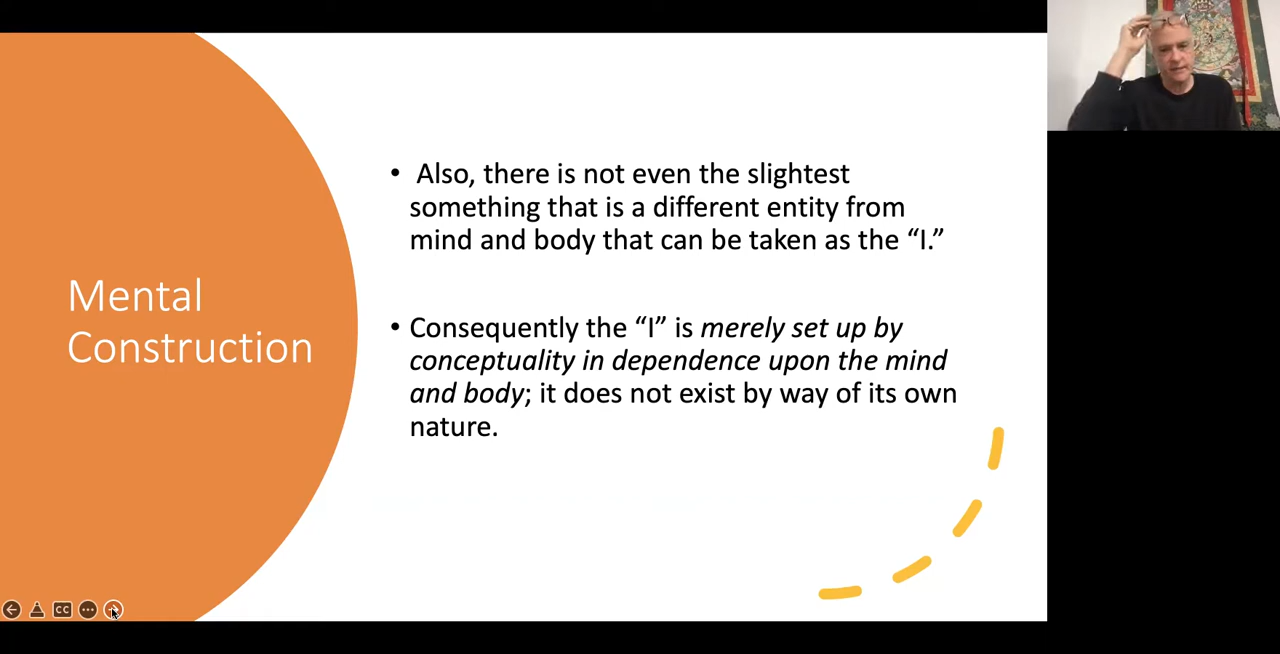 Mental
Construction
• Also, there is not even the slightest
something that is a different entity from
mind and body that can be taken as the “I.”
• Consequently the “I” is merely set up by
conceptuality in dependence upon the mind
and body; it does not exist by way of its own
nature.
CC